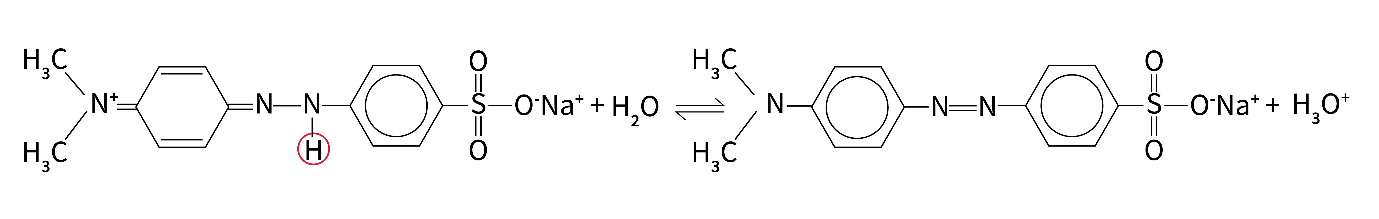 H₃C H₃C O O
N⁺ N N S O⁻Na⁺ + H₂O ⇌ N N N S O⁻Na⁺ + H₃O⁺
H₃C H O H₃C O